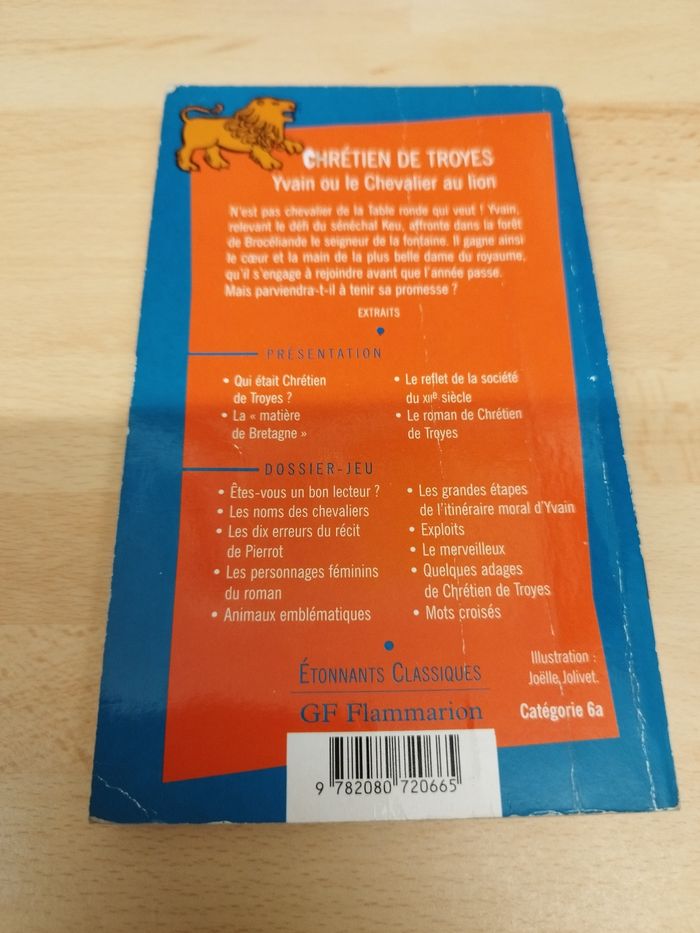 CHRÉTIEN DE TROYES
Yvain ou le Chevalier au lion
N'est pas chevalier de la Table ronde qui veut ! Yvain,
relevant le défi du sénéchal Keu, affronte dans la forêt
de Brocéliande le seigneur de la fontaine. Il gagne ainsi
le cœur et la main de la plus belle dame du royaume,
qu'il s'engage à rejoindre avant que l'année passe.
Mais parviendra-t-il à tenir sa promesse ?
EXTRAITS
PRÉSENTATION
• Qui était Chrétien
de Troyes ?
• La « matière
de Bretagne »
• Le reflet de la société
du XIIe siècle
• Le roman de Chrétien
de Troyes
DOSSIER-JEU
• Êtes-vous un bon lecteur ?
• Les noms des chevaliers
• Les dix erreurs du récit
de Pierrot
• Les personnages féminins
du roman
• Animaux emblématiques
• Les grandes étapes
de l'itinéraire moral d'Yvain
• Exploits
• Le merveilleux
• Quelques adages
de Chrétien de Troyes
• Mots croisés
ÉTONNANTS CLASSIQUES
GF Flammarion
Illustration :
Joëlle Jolivet.
Catégorie 6a
9 782080 720665